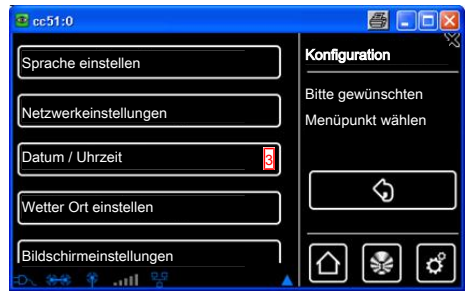 cc51:0
Sprache einstellen
Netzwerkeinstellungen
Datum / Uhrzeit
3
Wetter Ort einstellen
Bildschirmeinstellungen
Konfiguration
Bitte gewünschten
Menüpunkt wählen